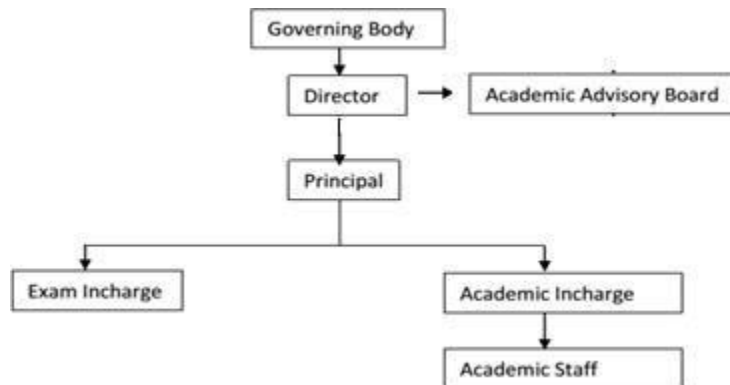 Governing Body
Director
Academic Advisory Board
Principal
Exam Incharge
Academic Incharge
Academic Staff